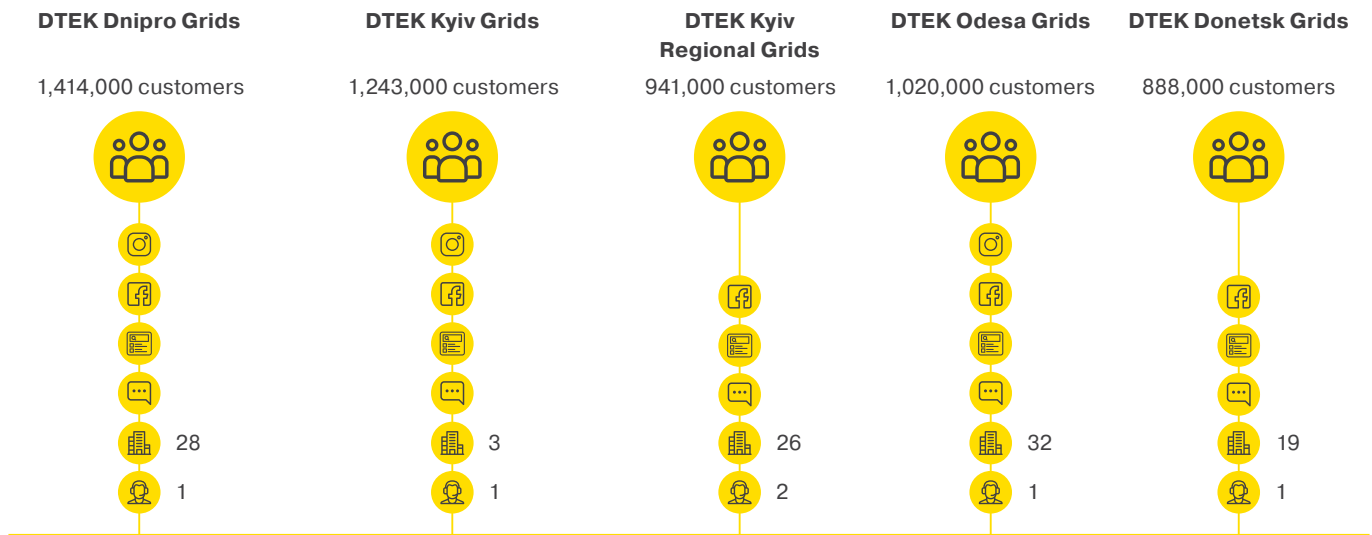 DTEK Dnipro Grids
1,414,000 customers
28
1
DTEK Kyiv Grids
1,243,000 customers
3
1
DTEK Kyiv
Regional Grids
941,000 customers
26
2
DTEK Odesa Grids
1,020,000 customers
32
1
DTEK Donetsk Grids
888,000 customers
19
1